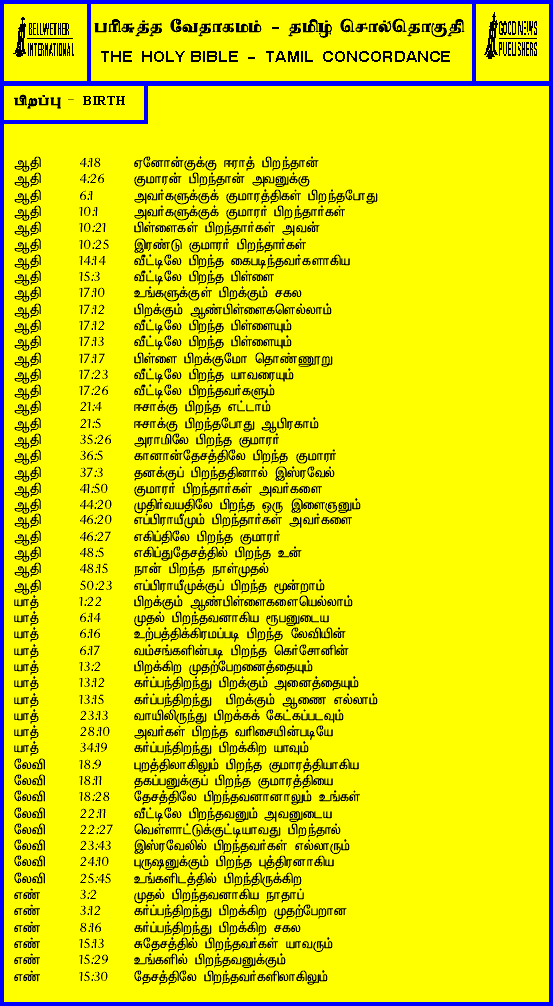 BELLWETHER
INTERNATIONAL
பரிசுத்த வேதாகமம் - தமிழ் சொல்தொகுதி
THE HOLY BIBLE - TAMIL CONCORDANCE
GOOD NEWS
PUBLISHERS
பிறப்பு - BIRTH
ஆதி 4:18 ஏனோன்குக்கு ஈராத் பிறந்தான்
ஆதி 4:26 குமாரன் பிறந்தான் அவனுக்கு
ஆதி 6:1 அவர்களுக்குக் குமாரத்திகள் பிறந்தபோது
ஆதி 10:1 அவர்களுக்குக் குமாரர் பிறந்தார்கள்
ஆதி 10:21 பிள்ளைகள் பிறந்தார்கள் அவன்
ஆதி 10:25 இரண்டு குமாரர் பிறந்தார்கள்
ஆதி 14:14 வீட்டிலே பிறந்த கைபடிந்தவர்களாகிய
ஆதி 15:3 வீட்டிலே பிறந்த பிள்ளை
ஆதி 17:10 உங்களுக்குள் பிறக்கும் சகல
ஆதி 17:12 பிறக்கும் ஆண்பிள்ளைகளெல்லாம்
ஆதி 17:12 வீட்டிலே பிறந்த பிள்ளையும்
ஆதி 17:13 வீட்டிலே பிறந்த பிள்ளையும்
ஆதி 17:17 பிள்ளை பிறக்குமோ தொண்ணூறு
ஆதி 17:23 வீட்டிலே பிறந்த யாவரையும்
ஆதி 17:26 வீட்டிலே பிறந்தவர்களும்
ஆதி 21:4 ஈசாக்கு பிறந்த எட்டாம்
ஆதி 21:5 ஈசாக்கு பிறந்தபோது ஆபிரகாம்
ஆதி 35:26 அராமிலே பிறந்த குமாரர்
ஆதி 36:5 கானான்தேசத்திலே பிறந்த குமாரர்
ஆதி 37:3 தனக்குப் பிறந்ததினால் இஸ்ரவேல்
ஆதி 41:50 குமாரர் பிறந்தார்கள் அவர்களை
ஆதி 44:20 முதிர்வயதிலே பிறந்த ஒரு இளைஞனும்
ஆதி 46:20 எப்பிராயீமும் பிறந்தார்கள் அவர்களை
ஆதி 46:27 எகிப்திலே பிறந்த குமாரர்
ஆதி 48:5 எகிப்துதேசத்தில் பிறந்த உன்
ஆதி 48:15 நான் பிறந்த நாள்முதல்
ஆதி 50:23 எப்பிராயீமுக்குப் பிறந்த மூன்றாம்
யாத் 1:22 பிறக்கும் ஆண்பிள்ளைகளையெல்லாம்
யாத் 6:14 முதல் பிறந்தவனாகிய ரூபனுடைய
யாத் 6:16 உற்பத்திக்கிரமப்படி பிறந்த லேவியின்
யாத் 6:17 வம்சங்களின்படி பிறந்த கெர்சோனின்
யாத் 13:2 பிறக்கிற முதற்பேறனைத்தையும்
யாத் 13:12 கர்ப்பந்திறந்து பிறக்கும் அனைத்தையும்
யாத் 13:15 கர்ப்பந்திறந்து பிறக்கும் ஆணை எல்லாம்
யாத் 23:13 வாயிலிருந்து பிறக்கக் கேட்கப்படவும்
யாத் 28:10 அவர்கள் பிறந்த வரிசையின்படியே
யாத் 34:19 கர்ப்பந்திறந்து பிறக்கிற யாவும்
லேவி 18:9 புறத்திலாகிலும் பிறந்த குமாரத்தியாகிய
லேவி 18:11 தகப்பனுக்குப் பிறந்த குமாரத்தியை
லேவி 18:28 தேசத்திலே பிறந்தவனானாலும் உங்கள்
லேவி 22:11 வீட்டிலே பிறந்தவனும் அவனுடைய
லேவி 22:27 வெள்ளாட்டுக்குட்டியாவது பிறந்தால்
லேவி 23:43 இஸ்ரவேலில் பிறந்தவர்கள் எல்லாரும்
லேவி 24:10 புருஷனுக்கும் பிறந்த புத்திரனாகிய
லேவி 25:45 உங்களிடத்தில் பிறந்திருக்கிற
எண் 3:2 முதல் பிறந்தவனாகிய நாதாப்
எண் 3:12 கர்ப்பந்திறந்து பிறக்கிற முதற்பேறான
எண் 8:16 கர்ப்பந்திறந்து பிறக்கிற சகல
எண் 15:13 சுதேசத்தில் பிறந்தவர்கள் யாவரும்
எண் 15:29 உங்களில் பிறந்தவனுக்கும்
எண் 15:30 தேசத்திலே பிறந்தவர்களிலாகிலும்